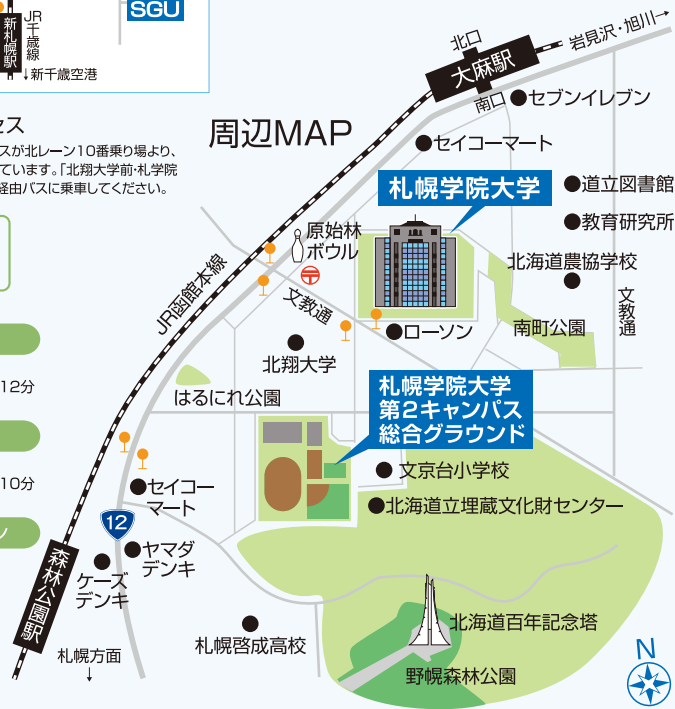 SGU
JR千歳線
新札幌駅
↓新千歳空港
セス
スが北レーン10番乗り場より、
ています。「北翔大学前・札学院
経由バスに乗車してください。
12分
10分
ン
周辺MAP
北口
大麻駅
南口
岩見沢・旭川→
セブンイレブン
セイコーマート
札幌学院大学
道立図書館
教育研究所
原始林
ボウル
北海道農協学校
JR函館本線
文教通
文教通
ローソン
南町公園
北翔大学
はるにれ公園
札幌学院大学
第2キャンパス
総合グラウンド
文京台小学校
北海道立埋蔵文化財センター
セイコー
マート
12
ヤマダ
デンキ
ケーズ
デンキ
森林公園駅
札幌方面
↓
札幌啓成高校
北海道百年記念塔
野幌森林公園
N